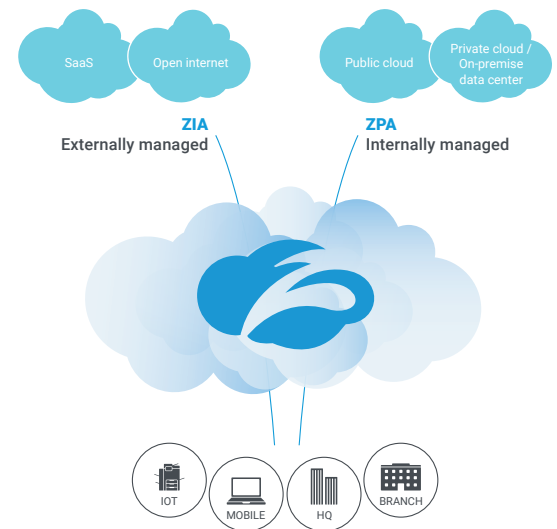 SaaS
Open internet
Public cloud
Private cloud /
On-premise
data center
ZIA
Externally managed
ZPA
Internally managed
IOT
MOBILE
HQ
BRANCH